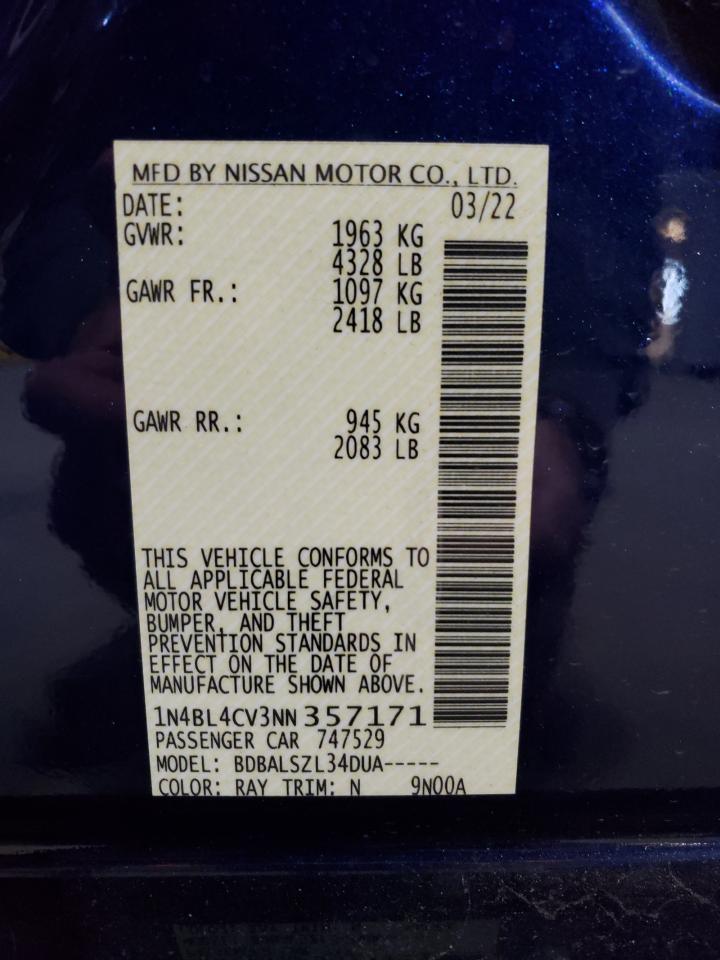 MFD BY NISSAN MOTOR CO., LTD.
DATE: 03/22
GVWR: 1963 KG
4328 LB
GAWR FR.: 1097 KG
2418 LB
GAWR RR.: 945 KG
2083 LB
THIS VEHICLE CONFORMS TO
ALL APPLICABLE FEDERAL
MOTOR VEHICLE SAFETY,
BUMPER, AND THEFT
PREVENTION STANDARDS IN
EFFECT ON THE DATE OF
MANUFACTURE SHOWN ABOVE.
1N4BL4CV3NN357171
PASSENGER CAR 747529
MODEL: BDBALSZL34DUA-----
COLOR: RAY TRIM: N 9N00A